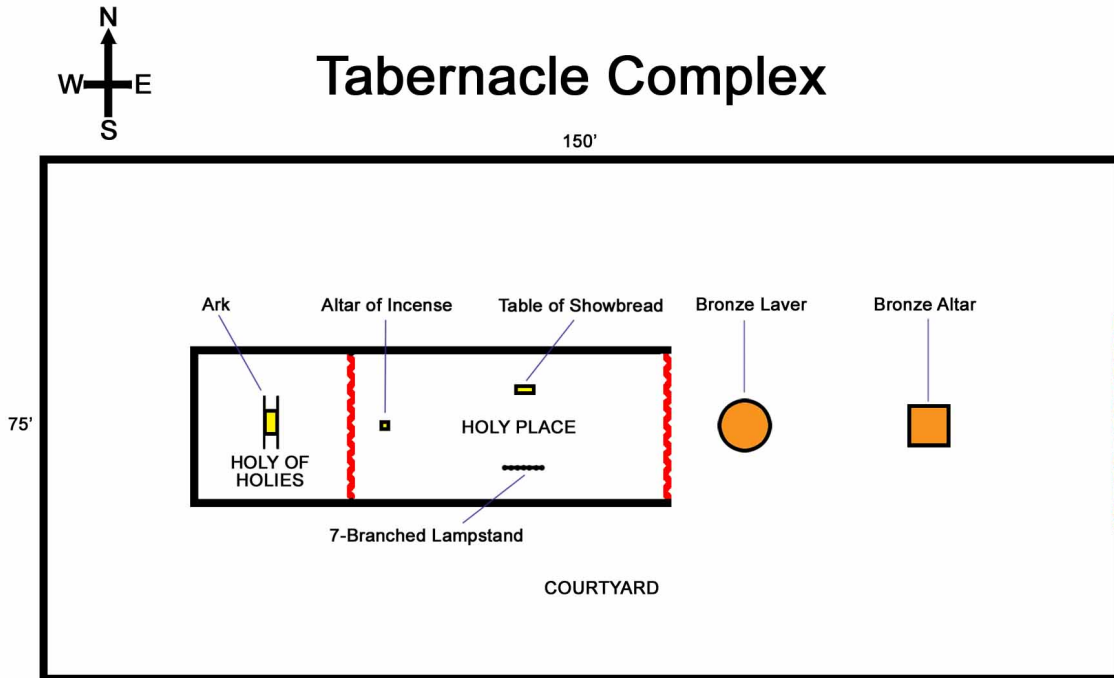 N
W E
S
Tabernacle Complex
150'
Ark
Altar of Incense
Table of Showbread
Bronze Laver
Bronze Altar
75'
HOLY PLACE
HOLY OF
HOLIES
7-Branched Lampstand
COURTYARD